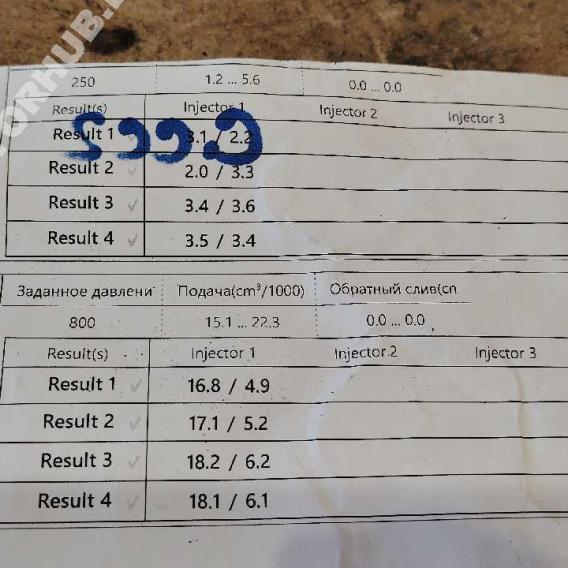 250 1.2 ... 5.6 0.0 ... 0.0
Result(s) Injector 1 Injector 2 Injector 3
Result 1 3.1 / 2.2
Result 2 2.0 / 3.3
Result 3 3.4 / 3.6
Result 4 3.5 / 3.4
Заданное давлени Подача(cm³/1000) Обратный слив(сп
800 15.1 ... 22.3 0.0 ... 0.0
Result(s) Injector 1 Injector 2 Injector 3
Result 1 16.8 / 4.9
Result 2 17.1 / 5.2
Result 3 18.2 / 6.2
Result 4 18.1 / 6.1